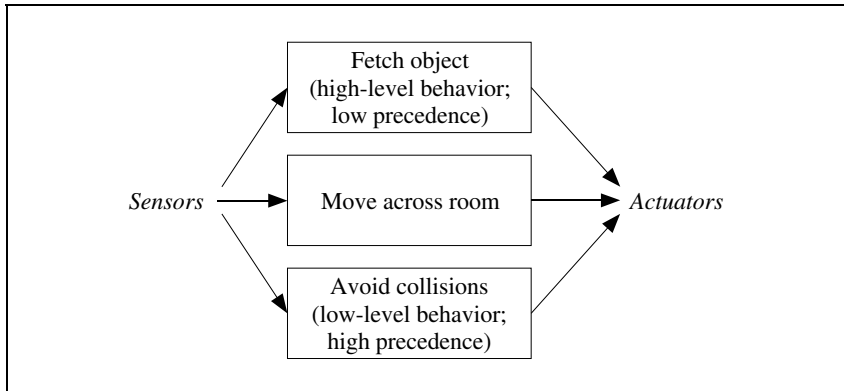 Fetch object
(high-level behavior;
low precedence)
Sensors
Move across room
Actuators
Avoid collisions
(low-level behavior;
high precedence)